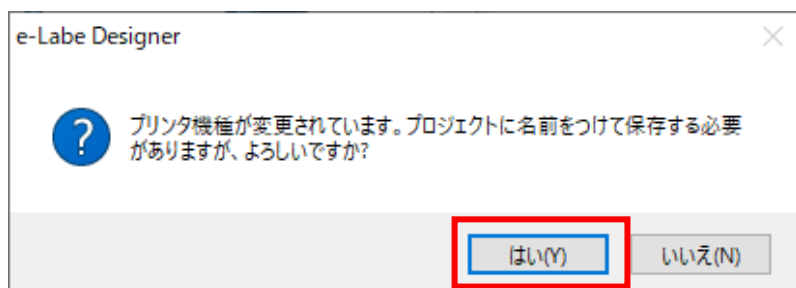 e-Labe Designer
プリンタ機種が変更されています。プロジェクトに名前をつけて保存する必要
がありますが、よろしいですか?
はい(Y)
いいえ(N)